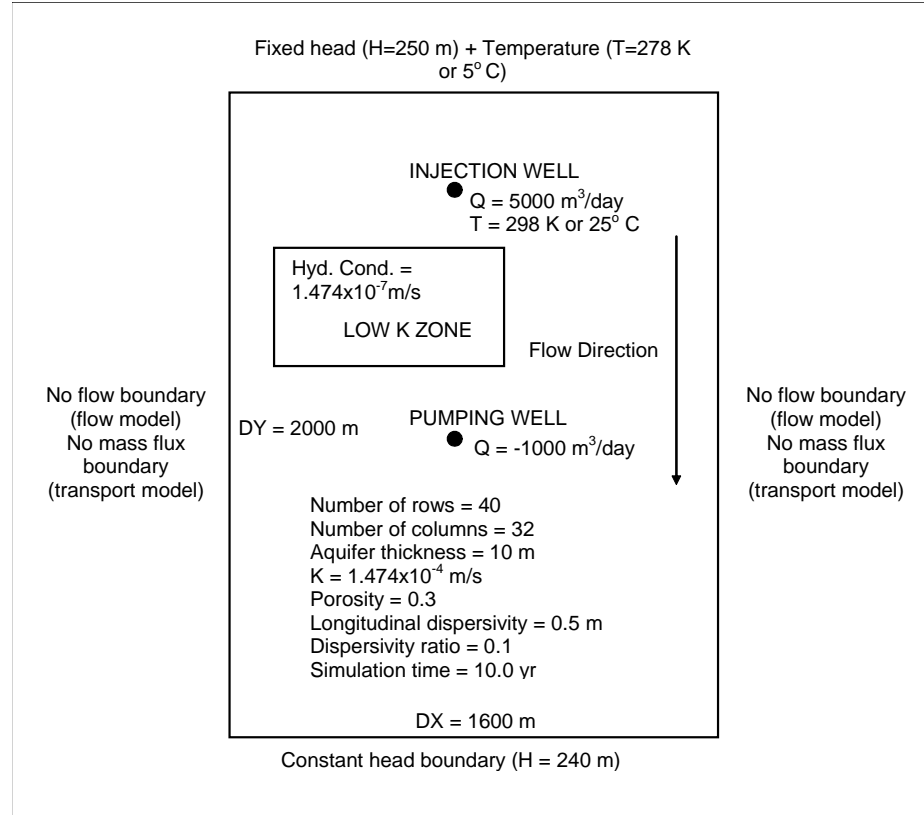 Fixed head (H=250 m) + Temperature (T=278 K
or 5° C)
INJECTION WELL
Q = 5000 m³/day
T = 298 K or 25° C
Hyd. Cond. =
1.474x10⁻⁷m/s
LOW K ZONE
Flow Direction
No flow boundary
(flow model)
No mass flux
boundary
(transport model)
DY = 2000 m
PUMPING WELL
Q = -1000 m³/day
No flow boundary
(flow model)
No mass flux
boundary
(transport model)
Number of rows = 40
Number of columns = 32
Aquifer thickness = 10 m
K = 1.474x10⁻⁴ m/s
Porosity = 0.3
Longitudinal dispersivity = 0.5 m
Dispersivity ratio = 0.1
Simulation time = 10.0 yr
DX = 1600 m
Constant head boundary (H = 240 m)